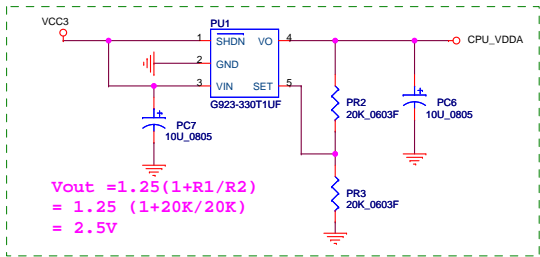 VCC3
PU1
1 SHDN VO 4
CPU_VDDA
2 GND
3 VIN SET 5
G923-330T1UF
PR2
20K_0603F
PC6
10U_0805
PC7
10U_0805
PR3
20K_0603F
Vout =1.25(1+R1/R2)
= 1.25 (1+20K/20K)
= 2.5V